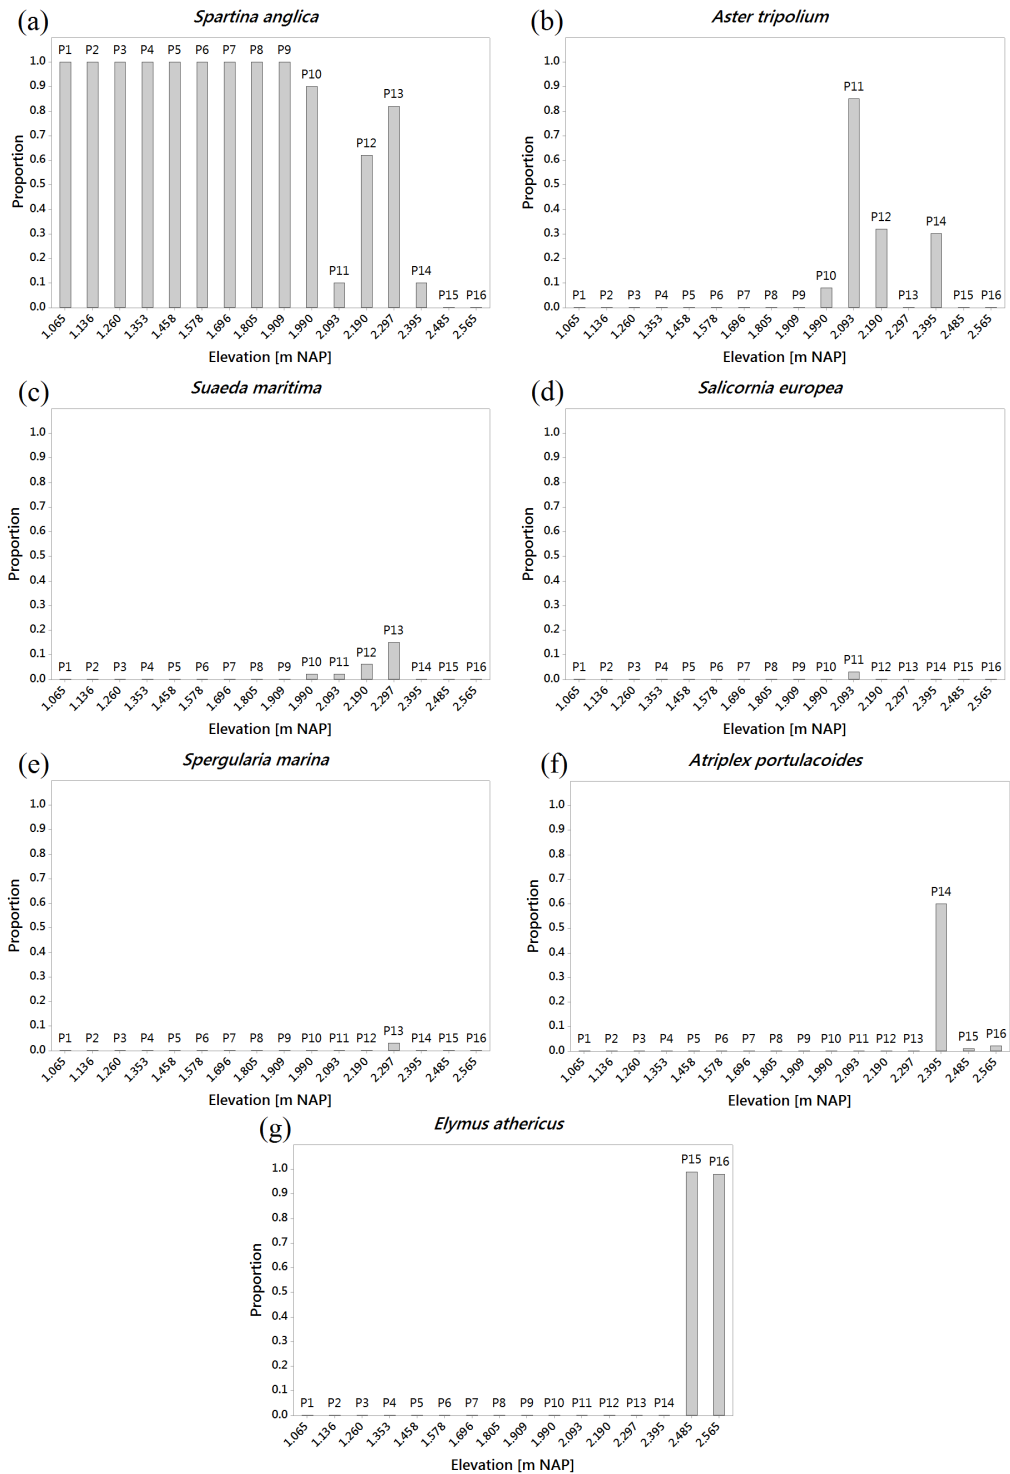 (a) Spartina anglica
P1 P2 P3 P4 P5 P6 P7 P8 P9 P10 P11 P12 P13 P14 P15 P16
1.0
0.9
0.8
0.7
0.6
0.5
0.4
0.3
0.2
0.1
0.0
Proportion
1.065 1.136 1.260 1.353 1.458 1.578 1.696 1.805 1.909 1.990 2.093 2.190 2.297 2.395 2.485 2.565
Elevation [m NAP]
(b) Aster tripolium
P1 P2 P3 P4 P5 P6 P7 P8 P9 P10 P11 P12 P13 P14 P15 P16
1.0
0.9
0.8
0.7
0.6
0.5
0.4
0.3
0.2
0.1
0.0
Proportion
1.065 1.136 1.260 1.353 1.458 1.578 1.696 1.805 1.909 1.990 2.093 2.190 2.297 2.395 2.485 2.565
Elevation [m NAP]
(c) Suaeda maritima
P1 P2 P3 P4 P5 P6 P7 P8 P9 P10 P11 P12 P13 P14 P15 P16
1.0
0.9
0.8
0.7
0.6
0.5
0.4
0.3
0.2
0.1
0.0
Proportion
1.065 1.136 1.260 1.353 1.458 1.578 1.696 1.805 1.909 1.990 2.093 2.190 2.297 2.395 2.485 2.565
Elevation [m NAP]
(d) Salicornia europea
P1 P2 P3 P4 P5 P6 P7 P8 P9 P10 P11 P12 P13 P14 P15 P16
1.0
0.9
0.8
0.7
0.6
0.5
0.4
0.3
0.2
0.1
0.0
Proportion
1.065 1.136 1.260 1.353 1.458 1.578 1.696 1.805 1.909 1.990 2.093 2.190 2.297 2.395 2.485 2.565
Elevation [m NAP]
(e) Spergularia marina
P1 P2 P3 P4 P5 P6 P7 P8 P9 P10 P11 P12 P13 P14 P15 P16
1.0
0.9
0.8
0.7
0.6
0.5
0.4
0.3
0.2
0.1
0.0
Proportion
1.065 1.136 1.260 1.353 1.458 1.578 1.696 1.805 1.909 1.990 2.093 2.190 2.297 2.395 2.485 2.565
Elevation [m NAP]
(f) Atriplex portulacoides
P1 P2 P3 P4 P5 P6 P7 P8 P9 P10 P11 P12 P13 P14 P15 P16
1.0
0.9
0.8
0.7
0.6
0.5
0.4
0.3
0.2
0.1
0.0
Proportion
1.065 1.136 1.260 1.353 1.458 1.578 1.696 1.805 1.909 1.990 2.093 2.190 2.297 2.395 2.485 2.565
Elevation [m NAP]
(g) Elymus athericus
P1 P2 P3 P4 P5 P6 P7 P8 P9 P10 P11 P12 P13 P14 P15 P16
1.0
0.9
0.8
0.7
0.6
0.5
0.4
0.3
0.2
0.1
0.0
Proportion
1.065 1.136 1.260 1.353 1.458 1.578 1.696 1.805 1.909 1.990 2.093 2.190 2.297 2.395 2.485 2.565
Elevation [m NAP]